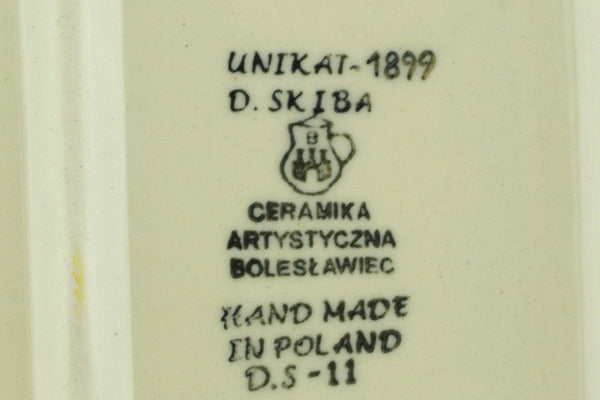 UNIKAT-1899
D. SKIBA
B
CERAMIKA
ARTYSTYCZNA
BOLESŁAWIEC
HAND MADE
IN POLAND
D.S-11